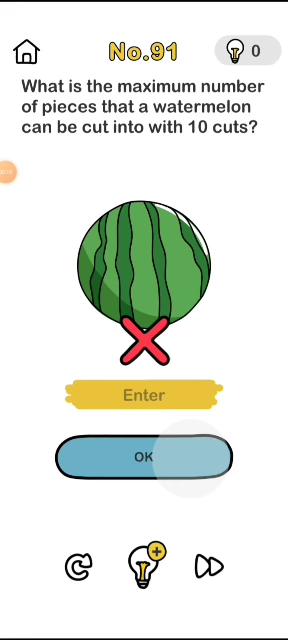 No.91
0
What is the maximum number
of pieces that a watermelon
can be cut into with 10 cuts?
Enter
OK